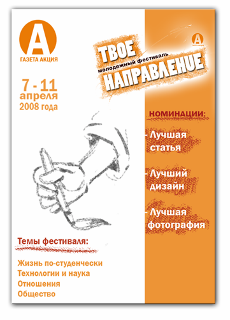 А
ГАЗЕТА АКЦИЯ
ТВОЕ
молодежный фестиваль
НАПРАВЛЕНИЕ
А
7 - 11
апреля
2008 года
номинации:
- Лучшая
статья
- Лучший
дизайн
- Лучшая
фотография
Темы фестиваля:
Жизнь по-студенчески
Технологии и наука
Отношения
Общество